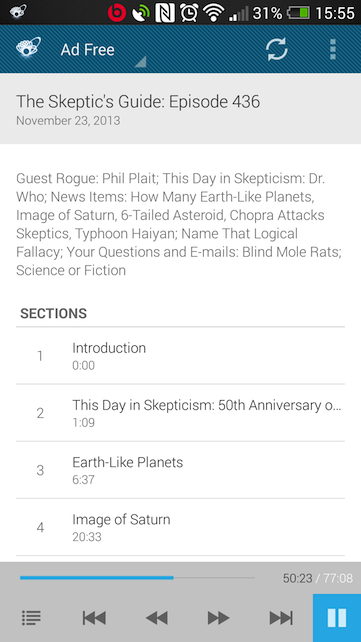 31% 15:55
Ad Free
The Skeptic's Guide: Episode 436
November 23, 2013
Guest Rogue: Phil Plait; This Day in Skepticism: Dr.
Who; News Items: How Many Earth-Like Planets,
Image of Saturn, 6-Tailed Asteroid, Chopra Attacks
Skeptics, Typhoon Haiyan; Name That Logical
Fallacy; Your Questions and E-mails: Blind Mole Rats;
Science or Fiction
SECTIONS
1 Introduction
0:00
2 This Day in Skepticism: 50th Anniversary o...
1:09
3 Earth-Like Planets
6:37
4 Image of Saturn
20:33
50:23 / 77:08